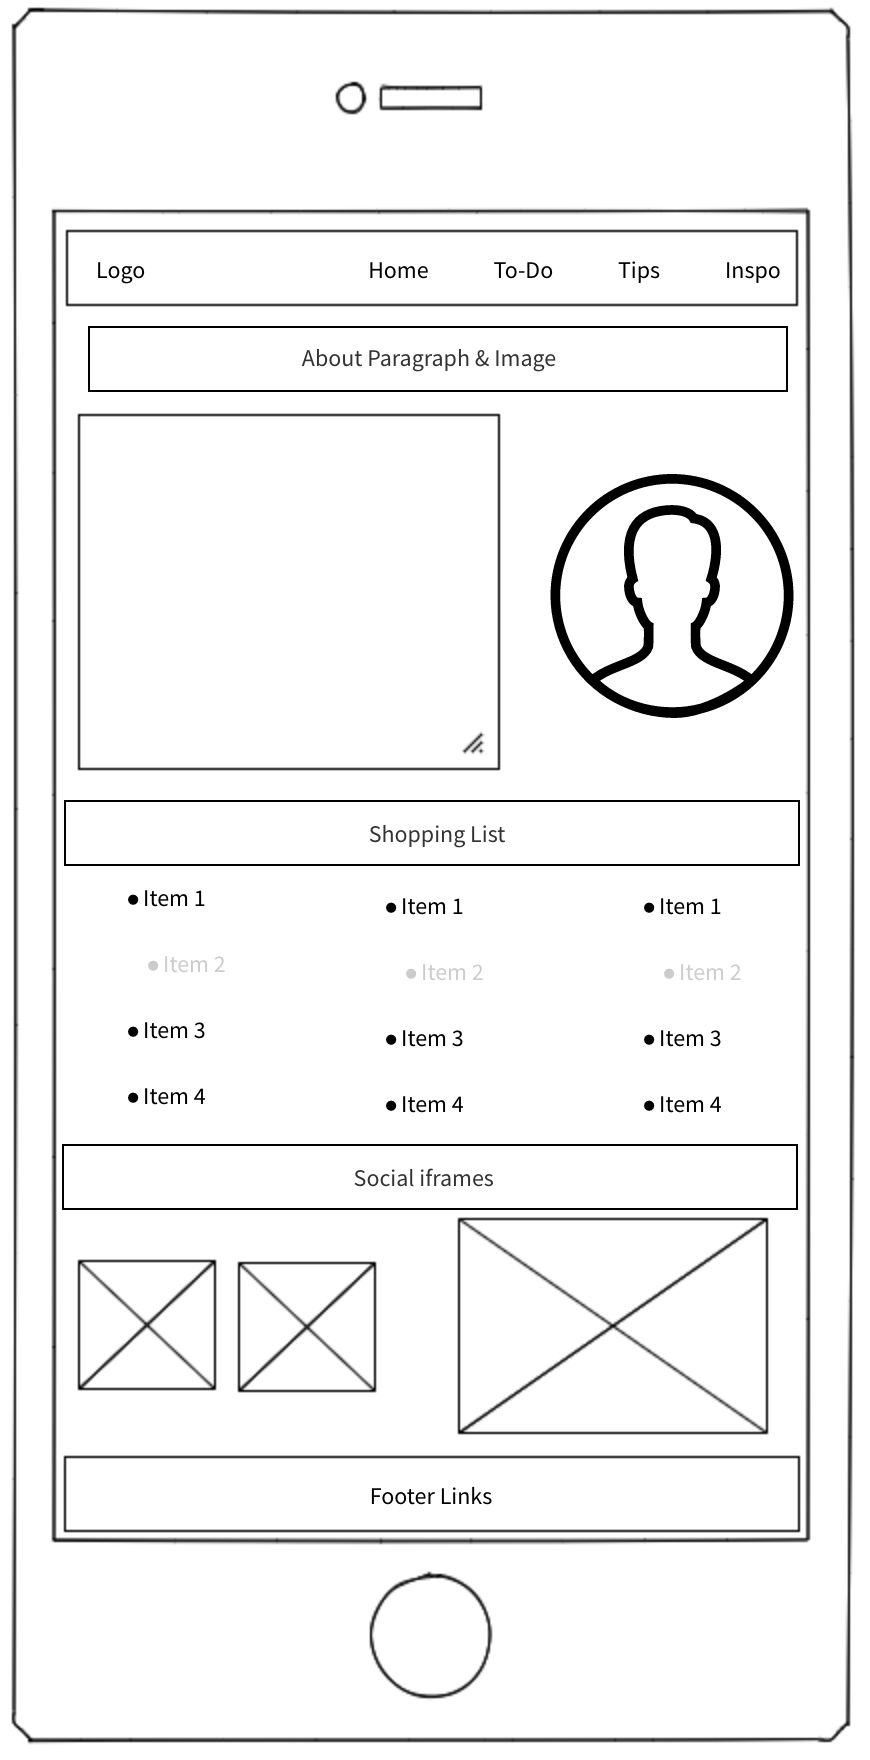 Logo Home To-Do Tips Inspo
About Paragraph & Image
Shopping List
Item 1 Item 1 Item 1
Item 2 Item 2 Item 2
Item 3 Item 3 Item 3
Item 4 Item 4 Item 4
Social iframes
Footer Links